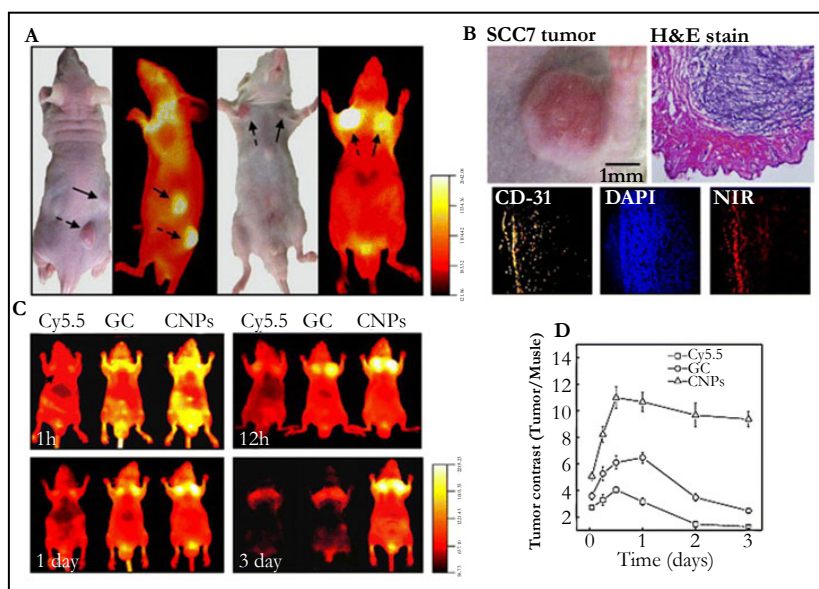 A
B SCC7 tumor H&E stain
1mm
CD-31 DAPI NIR
C
Cy5.5 GC CNPs Cy5.5 GC CNPs
1h 12h
1 day 3 day
D
Cy5.5
GC
CNPs
Tumor contrast (Tumor/Musle)
14
12
10
8
6
4
2
0 1 2 3
Time (days)